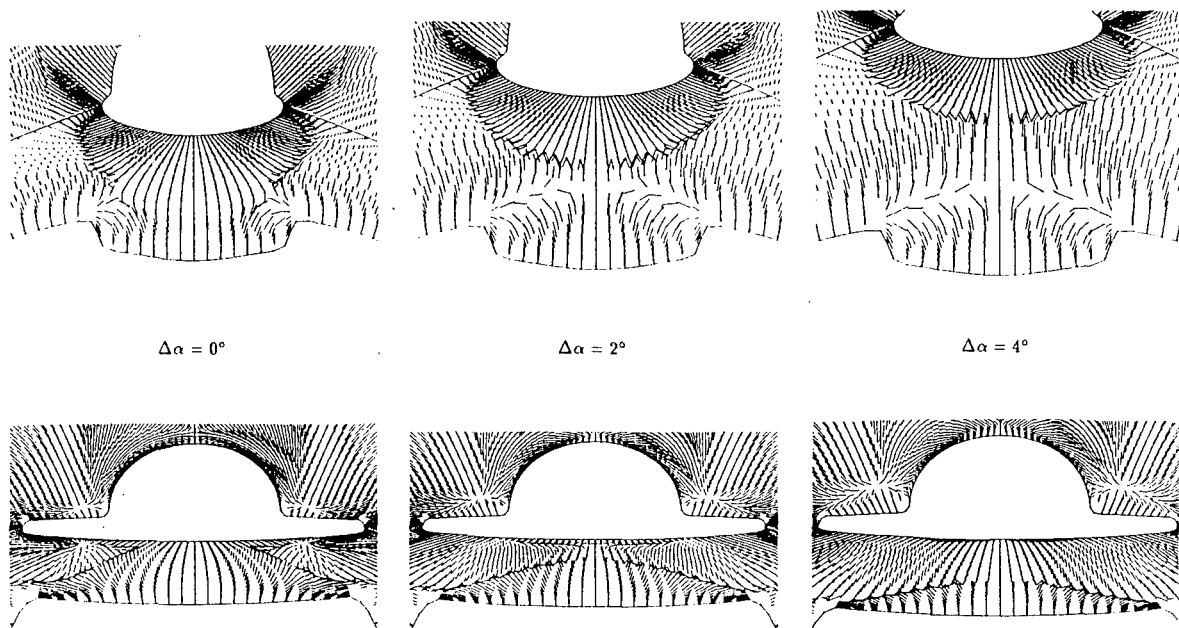 Δα = 0°
Δα = 2°
Δα = 4°